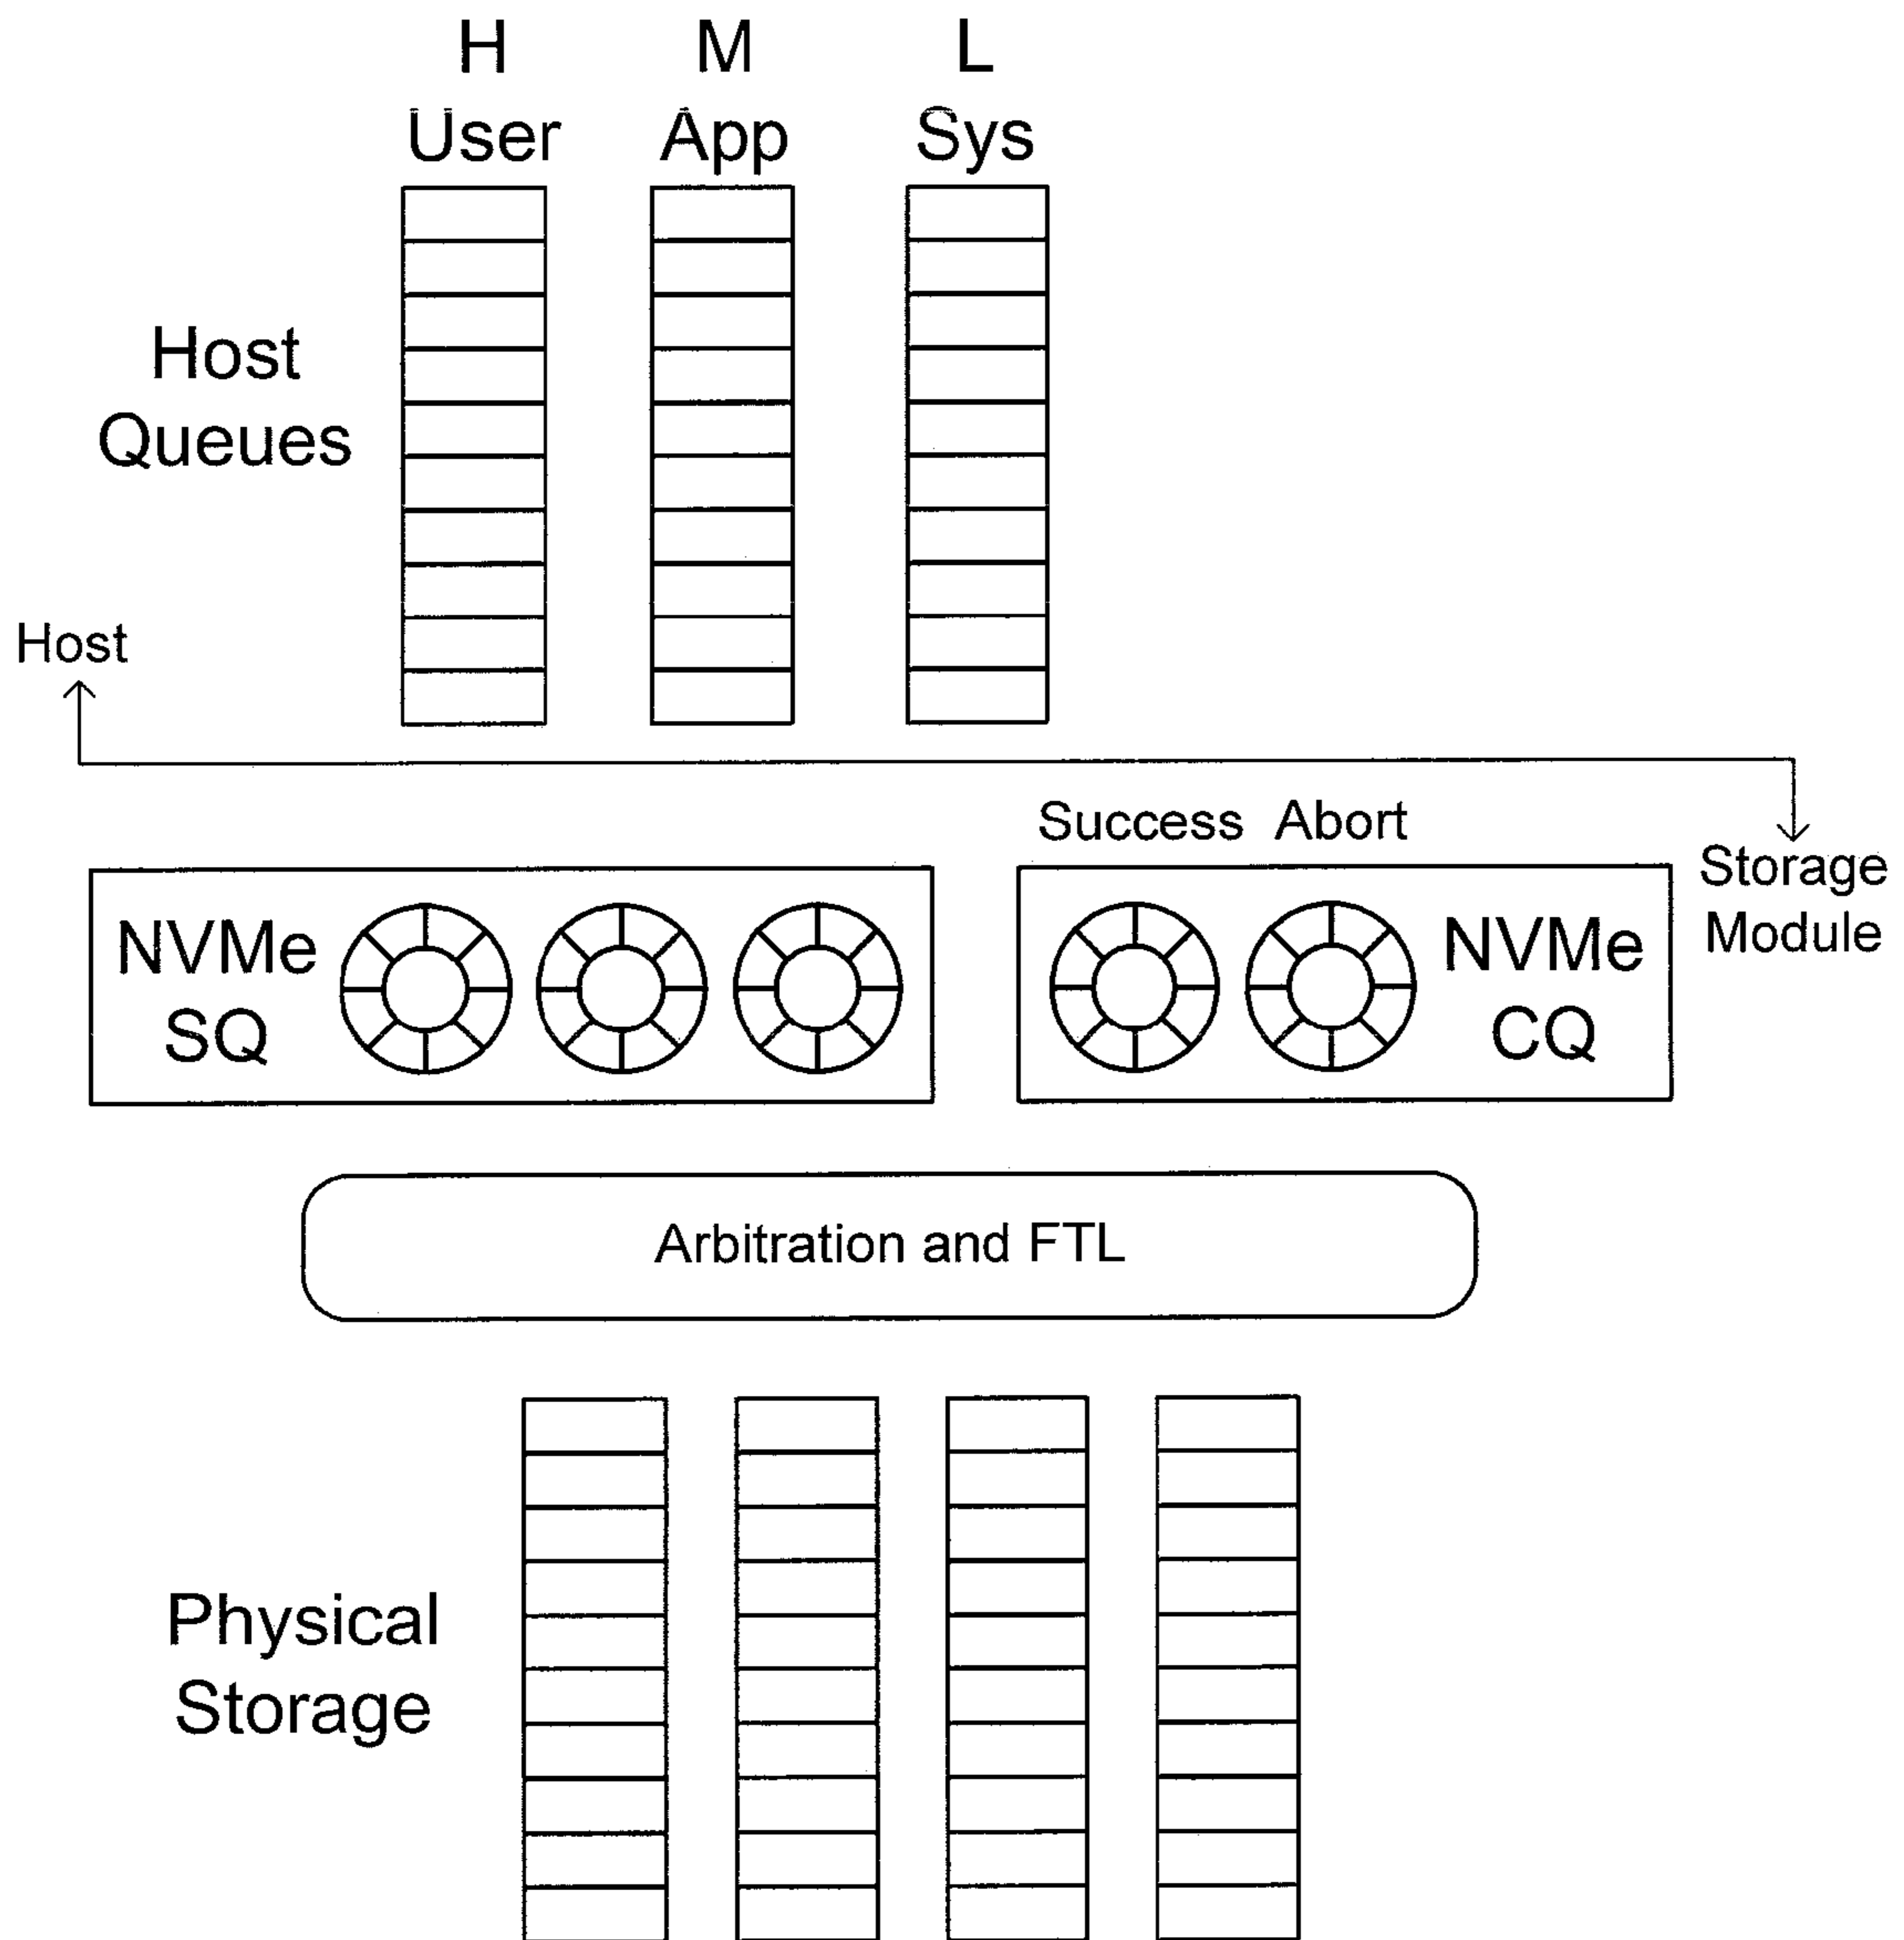 H M L
User App Sys
Host
Queues
Host
Success Abort
Storage
Module
NVMe
SQ
NVMe
CQ
Arbitration and FTL
Physical
Storage